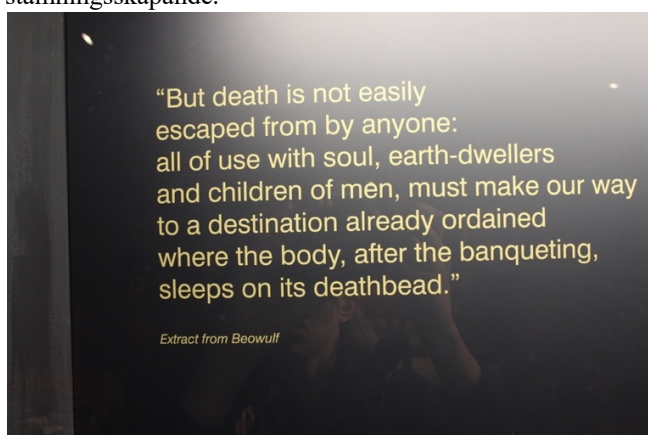 stämningsskapande.
“But death is not easily
escaped from by anyone:
all of use with soul, earth-dwellers
and children of men, must make our way
to a destination already ordained
where the body, after the banqueting,
sleeps on its deathbead.”
Extract from Beowulf